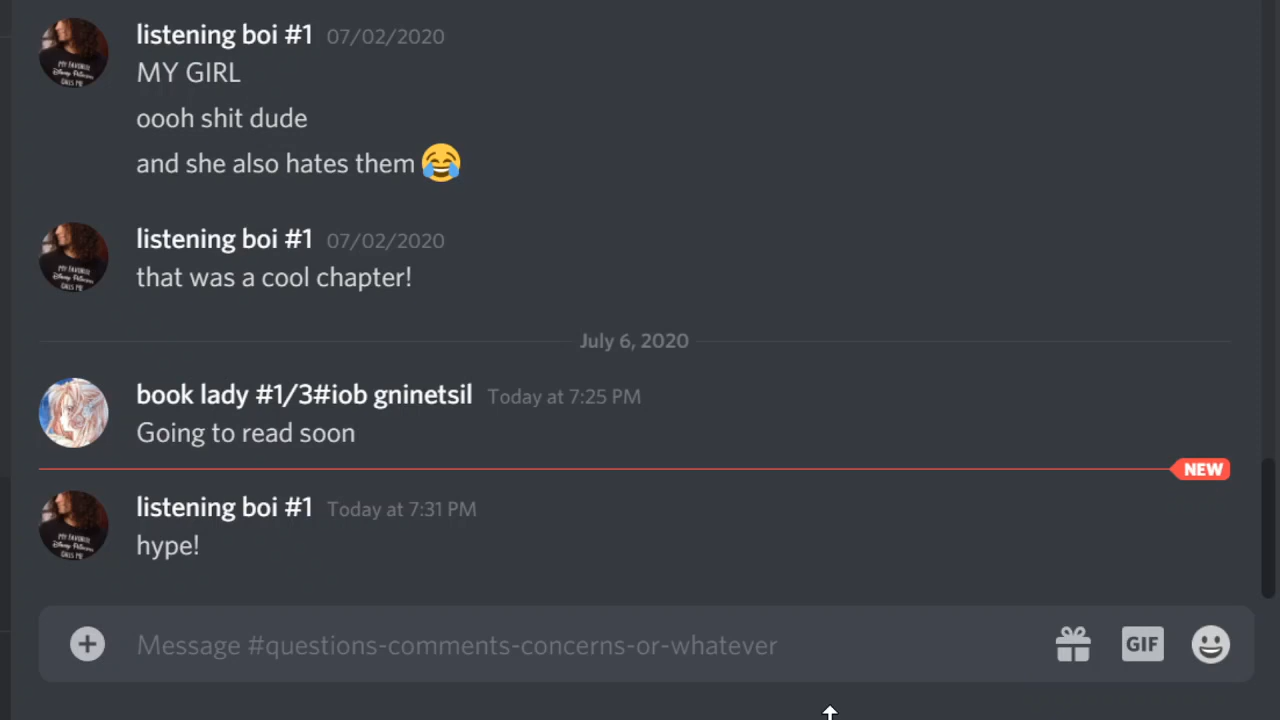 listening boi #1 07/02/2020
MY GIRL
oooh shit dude
and she also hates them 😂
listening boi #1 07/02/2020
that was a cool chapter!
July 6, 2020
book lady #1/3#iob gninetsil Today at 7:25 PM
Going to read soon
NEW
listening boi #1 Today at 7:31 PM
hype!
Message #questions-comments-concerns-or-whatever
GIF